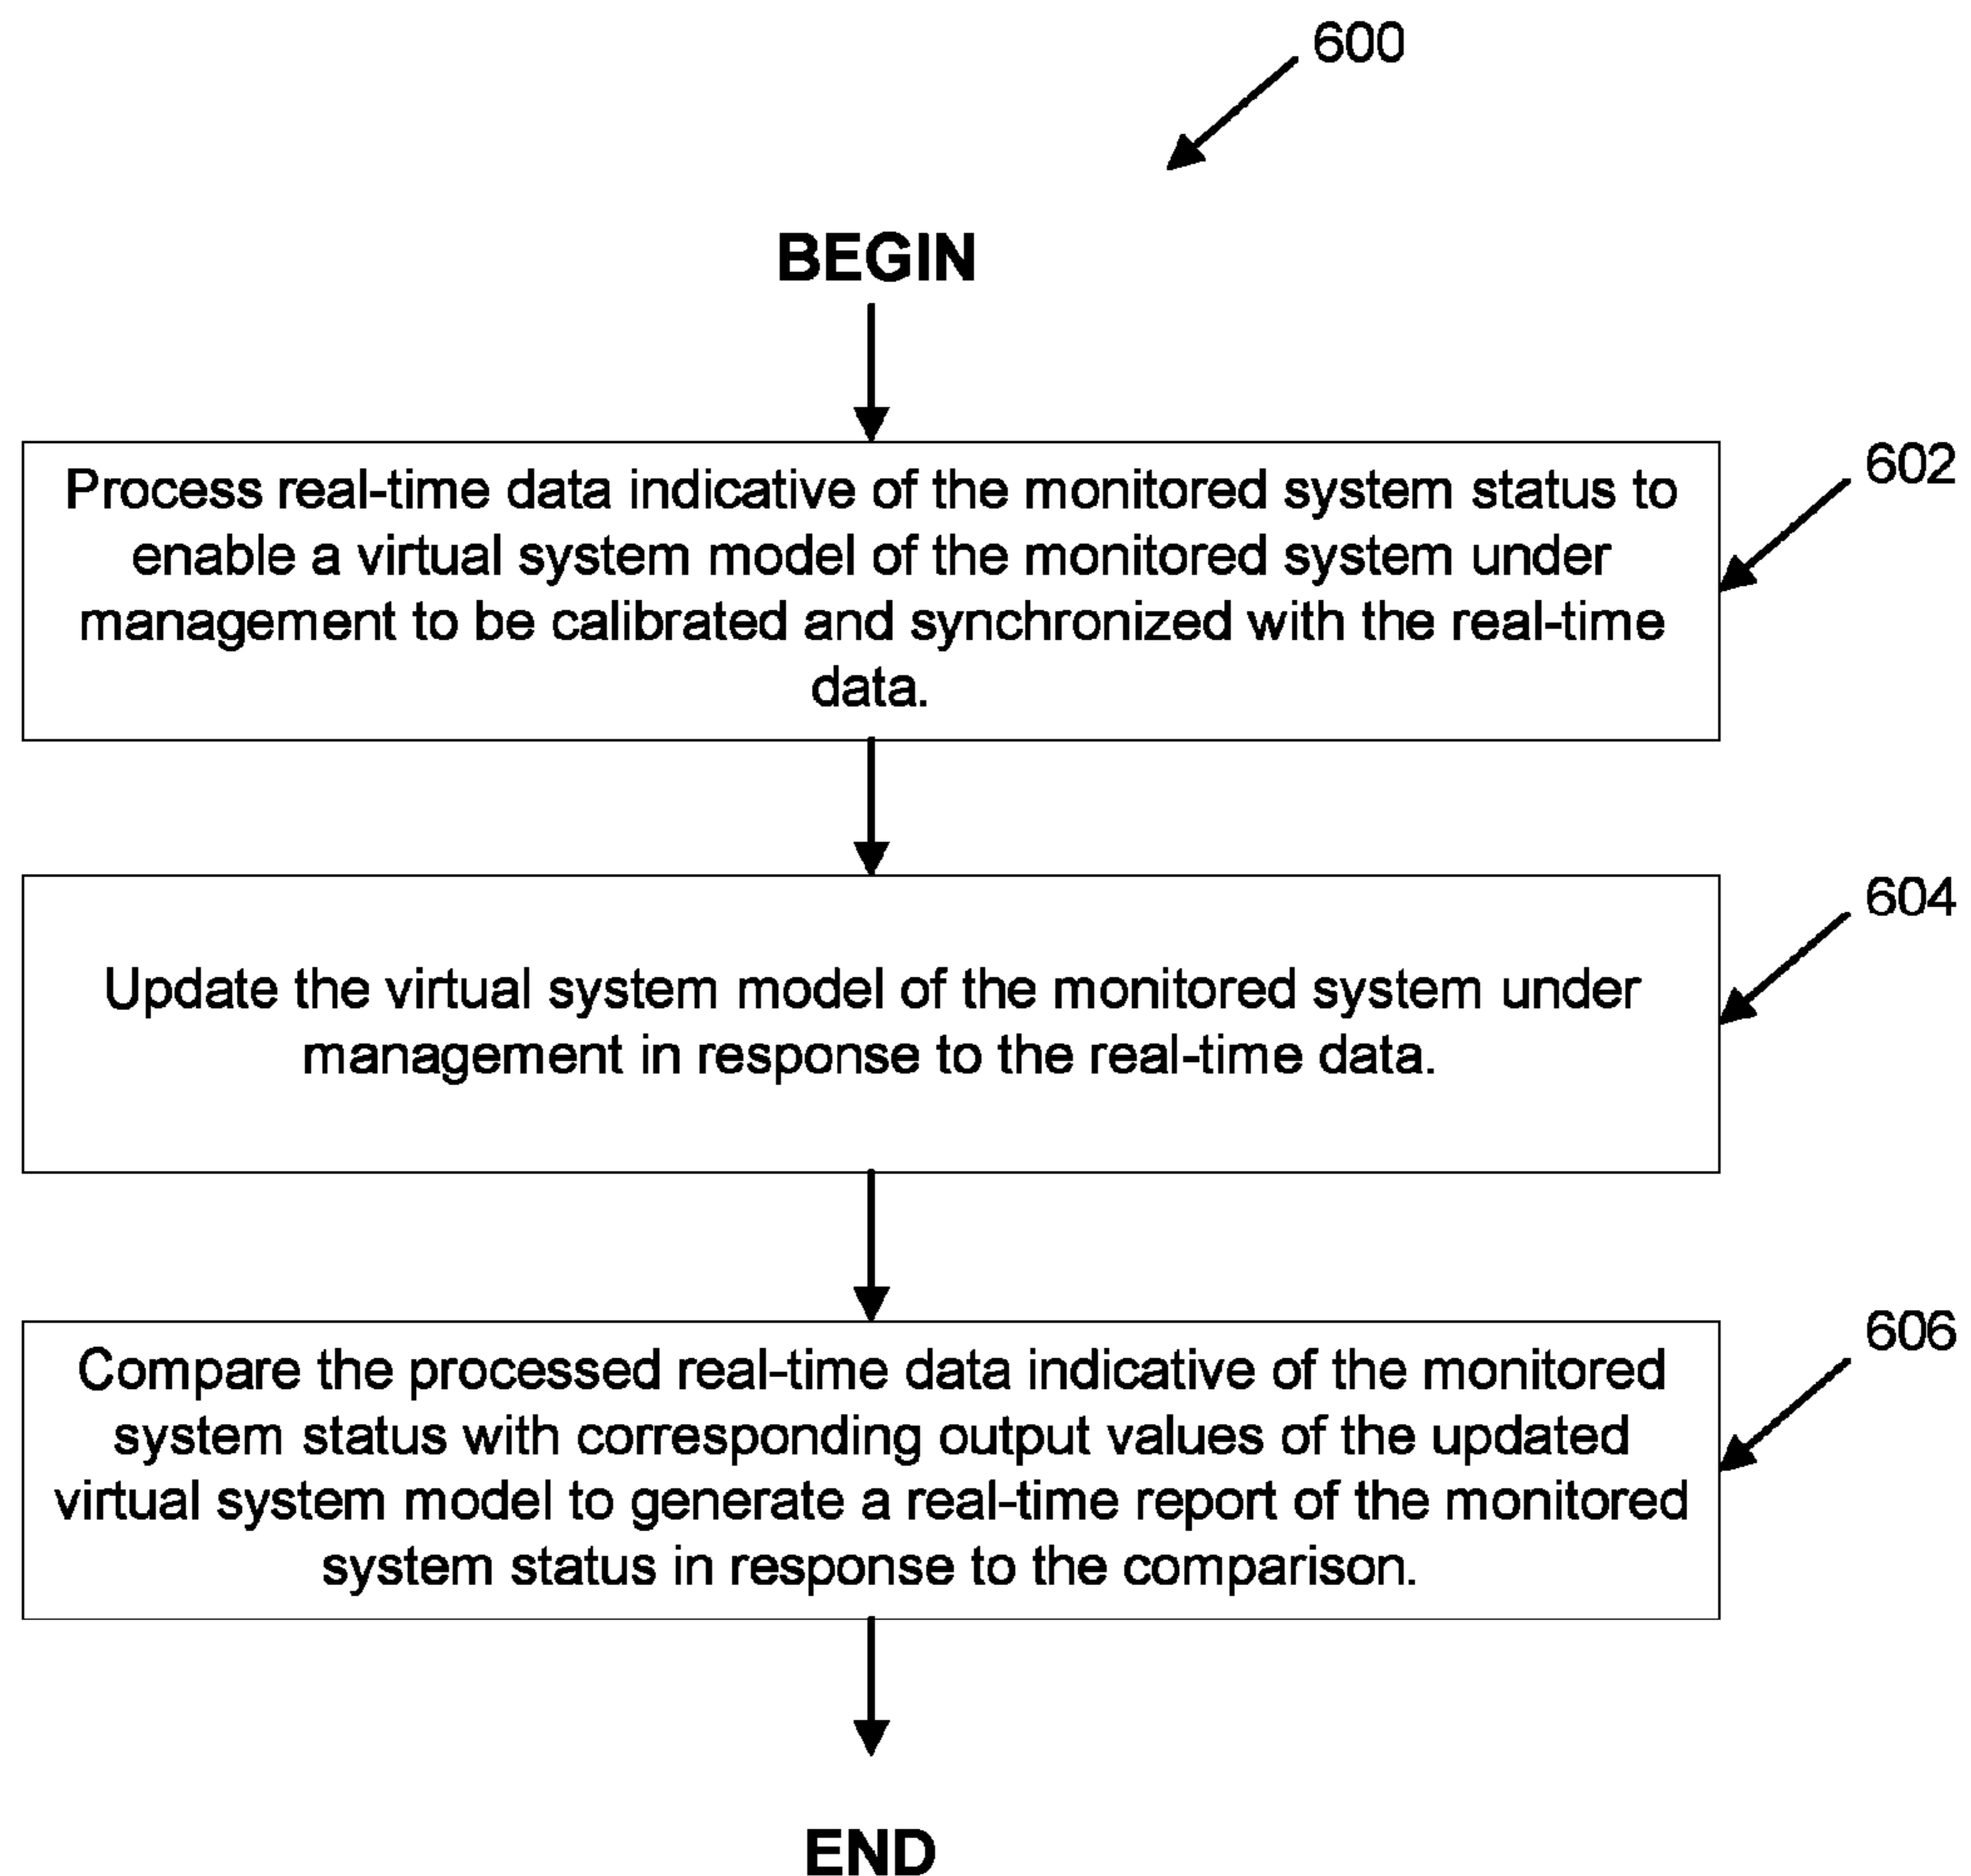 600
BEGIN
602
Process real-time data indicative of the monitored system status to
enable a virtual system model of the monitored system under
management to be calibrated and synchronized with the real-time
data.
604
Update the virtual system model of the monitored system under
management in response to the real-time data.
606
Compare the processed real-time data indicative of the monitored
system status with corresponding output values of the updated
virtual system model to generate a real-time report of the monitored
system status in response to the comparison.
END